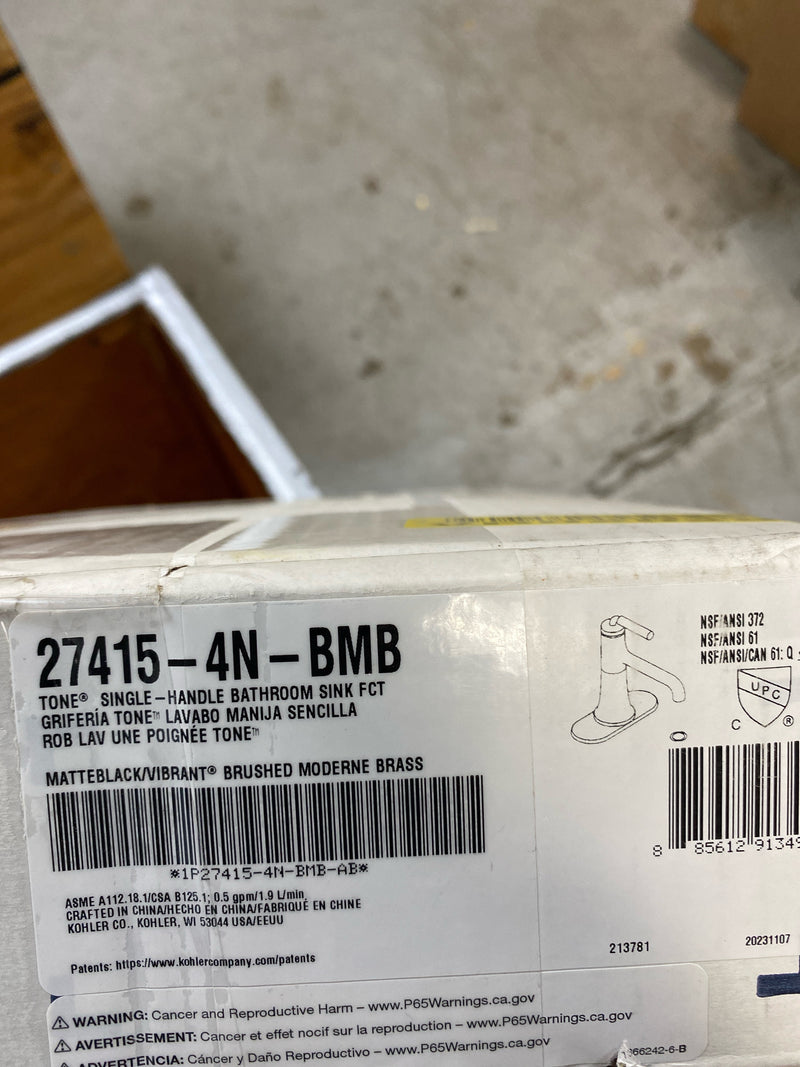 27415-4N-BMB
TONE® SINGLE-HANDLE BATHROOM SINK FCT
GRIFERÍA TONE™ LAVABO MANIJA SENCILLA
ROB LAV UNE POIGNÉE TONE™
MATTEBLACK/VIBRANT® BRUSHED MODERNE BRASS
*1P27415-4N-BMB-AB*
ASME A112.18.1/CSA B125.1; 0.5 gpm/1.9 L/min
CRAFTED IN CHINA/HECHO EN CHINA/FABRIQUÉ EN CHINE
KOHLER CO., KOHLER, WI 53044 USA/EEUU
Patents: https://www.kohlercompany.com/patents
NSF/ANSI 372
NSF/ANSI 61
NSF/ANSI/CAN 61: Q
UPC
C ®
8 85612 9134
213781
20231107
WARNING: Cancer and Reproductive Harm – www.P65Warnings.ca.gov
AVERTISSEMENT: Cancer et effet nocif sur la reproduction – www.P65Warnings.ca.gov
ADVERTENCIA: Cáncer y Daño Reproductivo – www.P65Warnings.ca.gov
66242-6-B